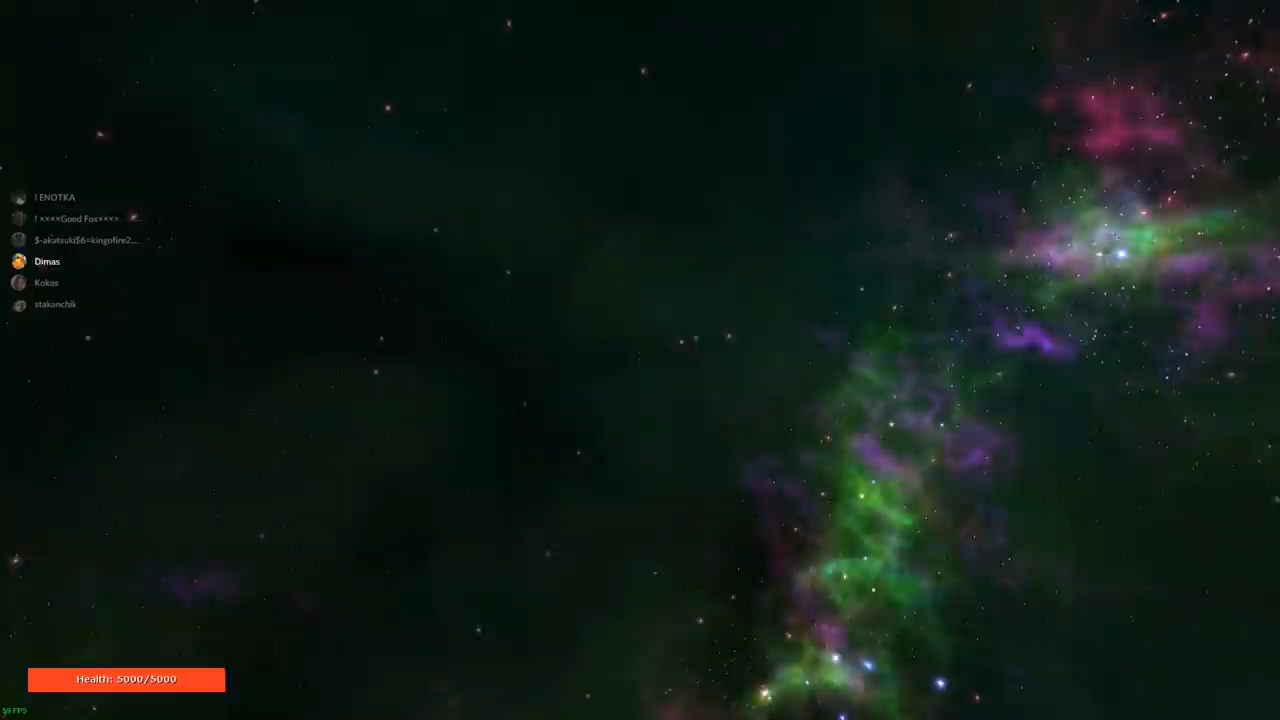 ! ENOTKA
! ××××Good Fox××××
$-akatsuki$6=kingofire2...
Dimas
Kokos
stakanchik
Health: 5000/5000
59 FPS